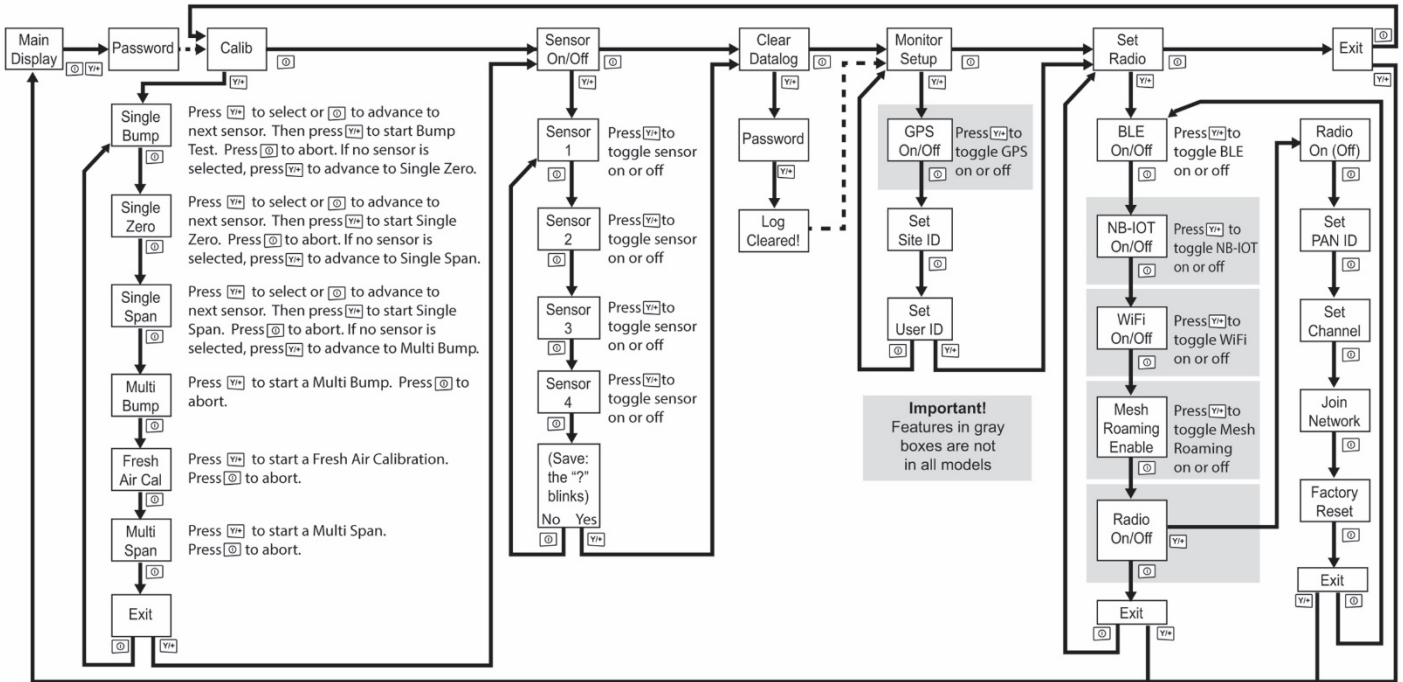 Main
Display
Password
Calib
Sensor
On/Off
Clear
Datalog
Monitor
Setup
Set
Radio
Exit
Y/+
Y/+
Y/+
Y/+
Y/+
Y/+
Y/+
Single
Bump
Press Y/+ to select or to advance to
next sensor. Then press Y/+ to start Bump
Test. Press to abort. If no sensor is
selected, press Y/+ to advance to Single Zero.
Single
Zero
Press Y/+ to select or to advance to
next sensor. Then press Y/+ to start Single
Zero. Press to abort. If no sensor is
selected, press Y/+ to advance to Single Span.
Single
Span
Press Y/+ to select or to advance to
next sensor. Then press Y/+ to start Single
Span. Press to abort. If no sensor is
selected, press Y/+ to advance to Multi Bump.
Multi
Bump
Press Y/+ to start a Multi Bump. Press to
abort.
Fresh
Air Cal
Press Y/+ to start a Fresh Air Calibration.
Press to abort.
Multi
Span
Press Y/+ to start a Multi Span.
Press to abort.
Exit
Y/+
Sensor
1
Press Y/+ to
toggle sensor
on or off
Sensor
2
Press Y/+ to
toggle sensor
on or off
Sensor
3
Press Y/+ to
toggle sensor
on or off
Sensor
4
Press Y/+ to
toggle sensor
on or off
(Save:
the "?"
blinks)
No Yes
Y/+
Password
Y/+
Log
Cleared!
GPS
On/Off
Press Y/+ to
toggle GPS
on or off
Set
Site ID
Set
User ID
Y/+
Important!
Features in gray
boxes are not
in all models
BLE
On/Off
Press Y/+ to
toggle BLE
on or off
NB-IOT
On/Off
Press Y/+ to
toggle NB-IOT
on or off
WiFi
On/Off
Press Y/+ to
toggle WiFi
on or off
Mesh
Roaming
Enable
Press Y/+ to
toggle Mesh
Roaming
on or off
Radio
On/Off
Y/+
Exit
Y/+
Radio
On (Off)
Set
PAN ID
Set
Channel
Join
Network
Factory
Reset
Exit
Y/+